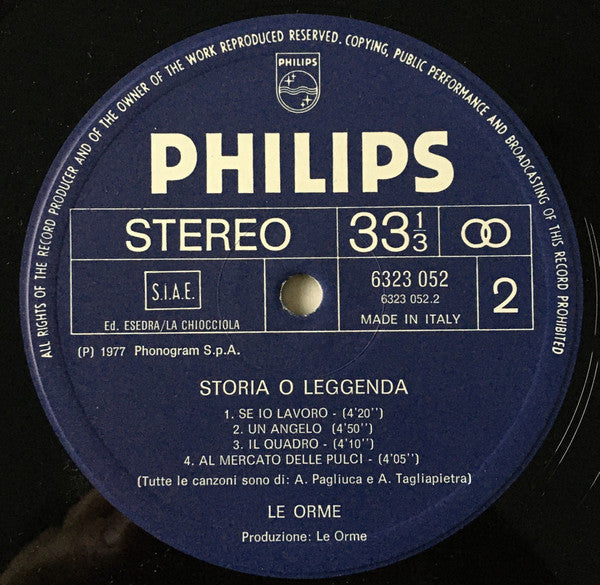 ALL RIGHTS OF THE RECORD PRODUCER AND OF THE OWNER OF THE WORK REPRODUCED RESERVED. COPYING, PUBLIC PERFORMANCE AND BROADCASTING OF THIS RECORD PROHIBITED
PHILIPS
PHILIPS
STEREO
33 1/3
S.I.A.E.
6323 052
6323 052.2
2
Ed. ESEDRA/LA CHIOCCIOLA
MADE IN ITALY
(P) 1977 Phonogram S.p.A.
STORIA O LEGGENDA
1. SE IO LAVORO - (4'20'')
2. UN ANGELO - (4'50'')
3. IL QUADRO - (4'10'')
4. AL MERCATO DELLE PULCI - (4'05'')
(Tutte le canzoni sono di: A. Pagliuca e A. Tagliapietra)
LE ORME
Produzione: Le Orme